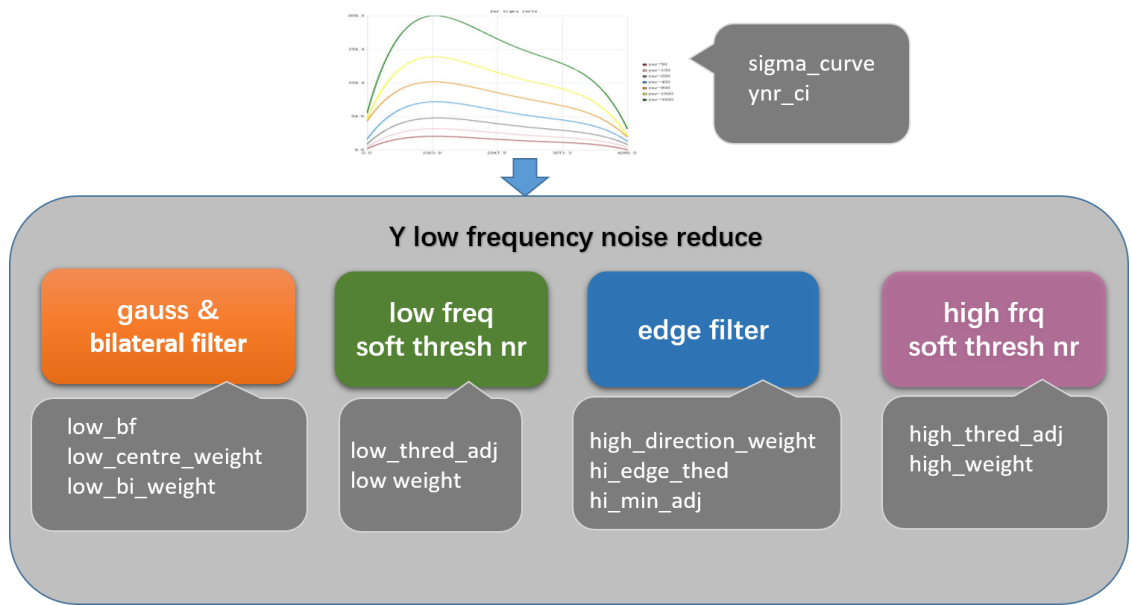 sigma_curve
ynr_ci
Y low frequency noise reduce
gauss &
bilateral filter
low freq
soft thresh nr
edge filter
high frq
soft thresh nr
low_bf
low_centre_weight
low_bi_weight
low_thred_adj
low weight
high_direction_weight
hi_edge_thed
hi_min_adj
high_thred_adj
high_weight